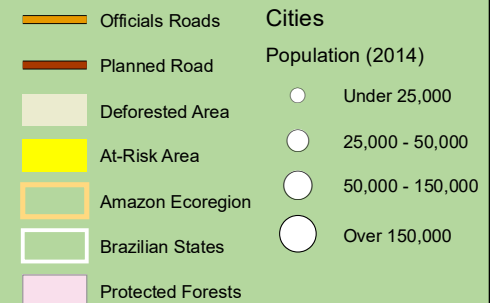 Officials Roads
Planned Road
Deforested Area
At-Risk Area
Amazon Ecoregion
Brazilian States
Protected Forests
Cities
Population (2014)
Under 25,000
25,000 - 50,000
50,000 - 150,000
Over 150,000